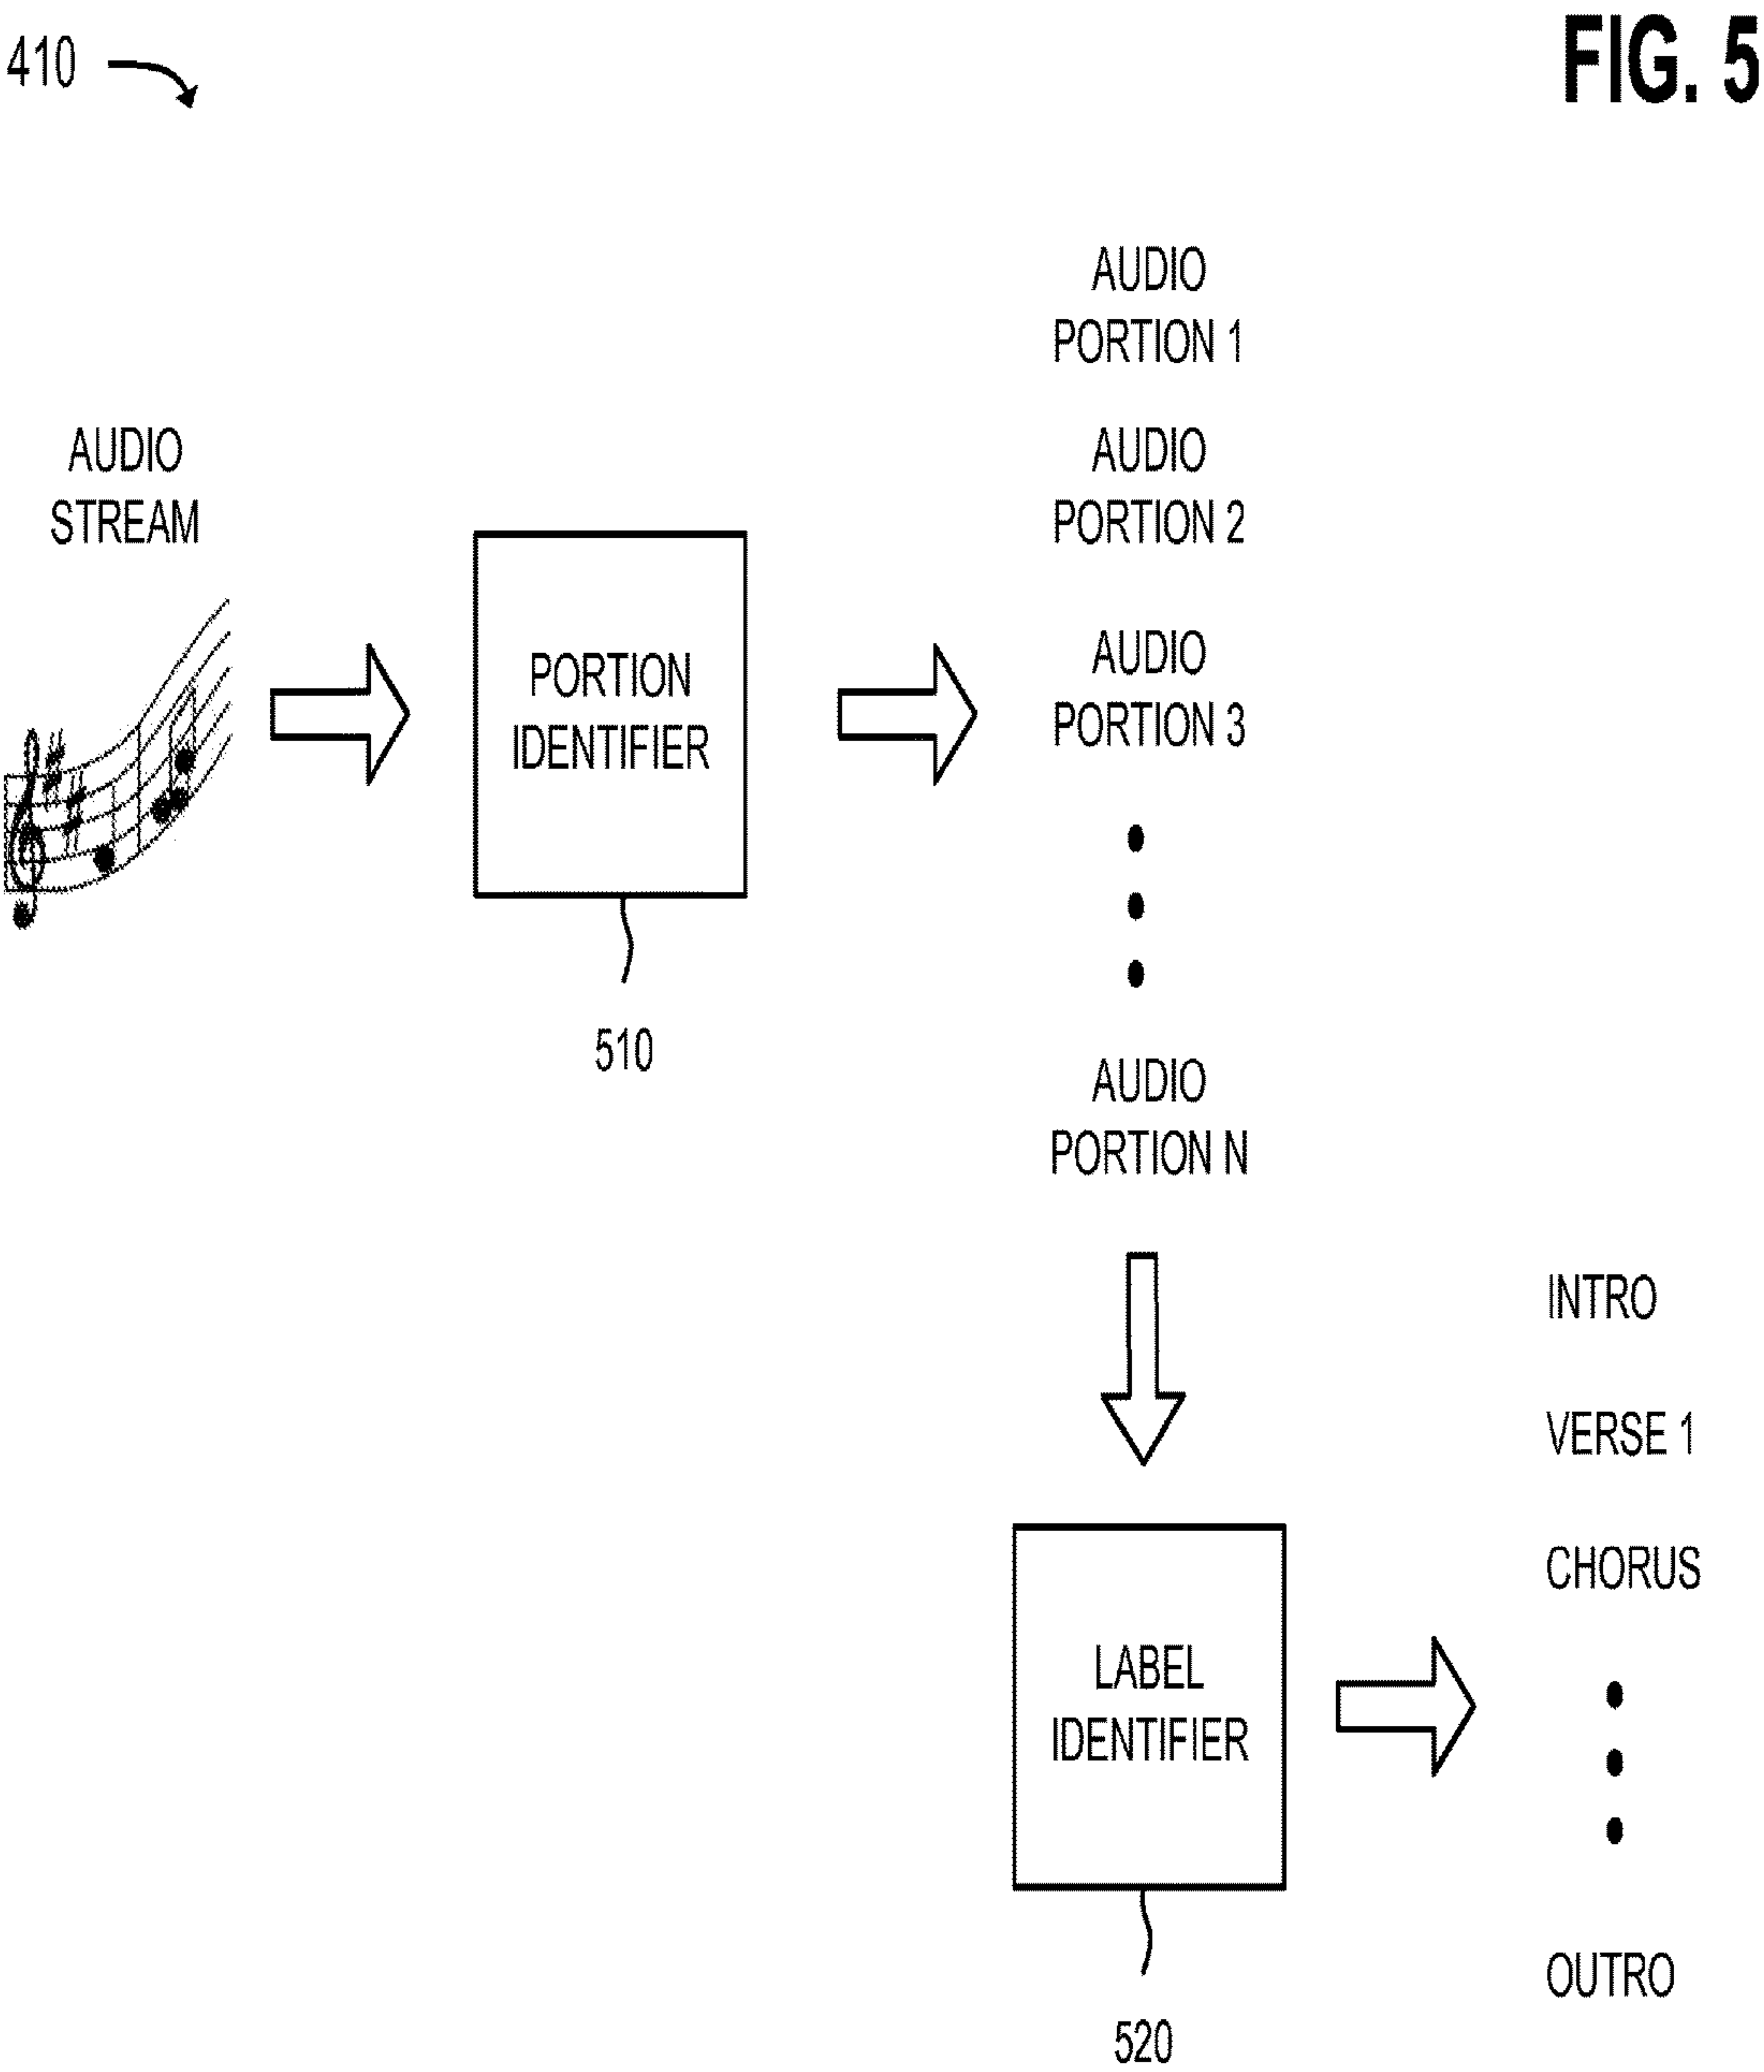 410
FIG. 5
AUDIO
STREAM
PORTION
IDENTIFIER
510
AUDIO
PORTION 1
AUDIO
PORTION 2
AUDIO
PORTION 3
AUDIO
PORTION N
LABEL
IDENTIFIER
520
INTRO
VERSE 1
CHORUS
OUTRO